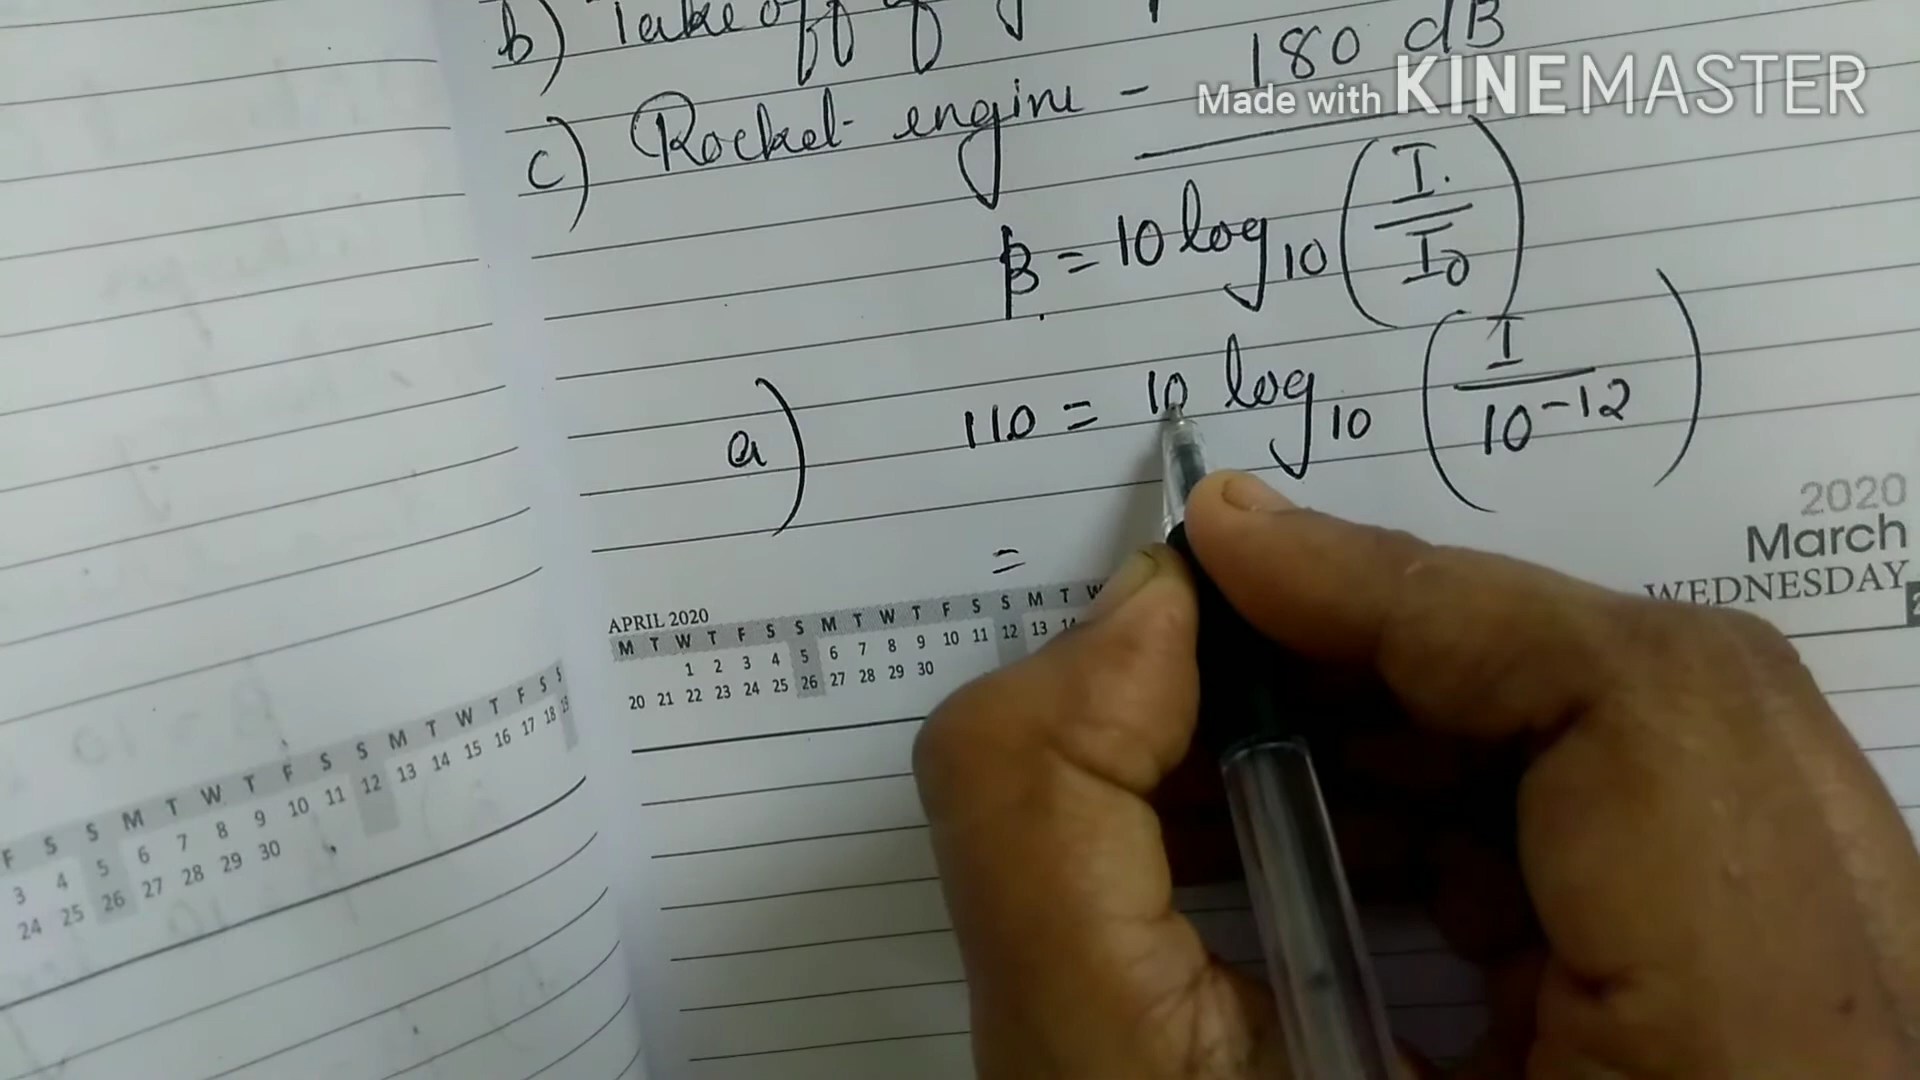 b) Take off of
c) Rocket engine - 180 dB
Made with KINEMASTER
β = 10 log10 (I / I0)
a) 110 = 10 log10 (I / 10-12)
=
2020
March
WEDNESDAY
APRIL 2020
M T W T F S S M T W T F S S M T W
1 2 3 4 5 6 7 8 9 10 11 12 13 14
20 21 22 23 24 25 26 27 28 29 30
F S S M T W T F S S M T W T F S S
3 4 5 6 7 8 9 10 11 12 13 14 15 16 17 18 19
24 25 26 27 28 29 30